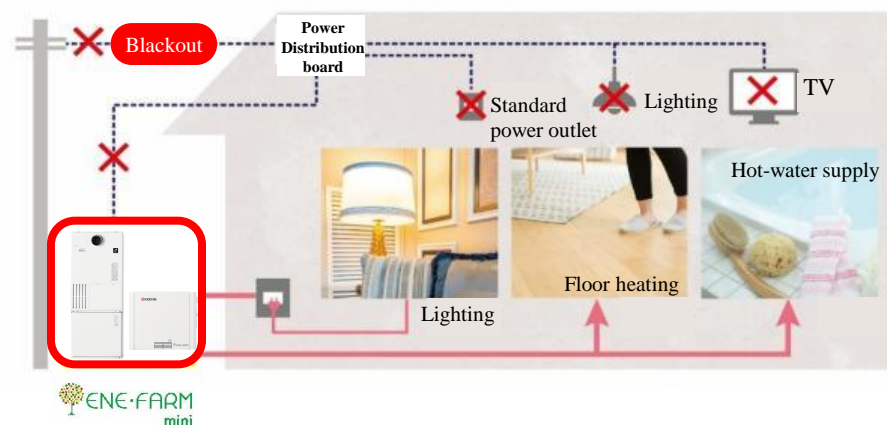 Blackout
Power
Distribution
board
Standard
power outlet
Lighting
TV
Hot-water supply
Floor heating
Lighting
ENE·FARM
mini